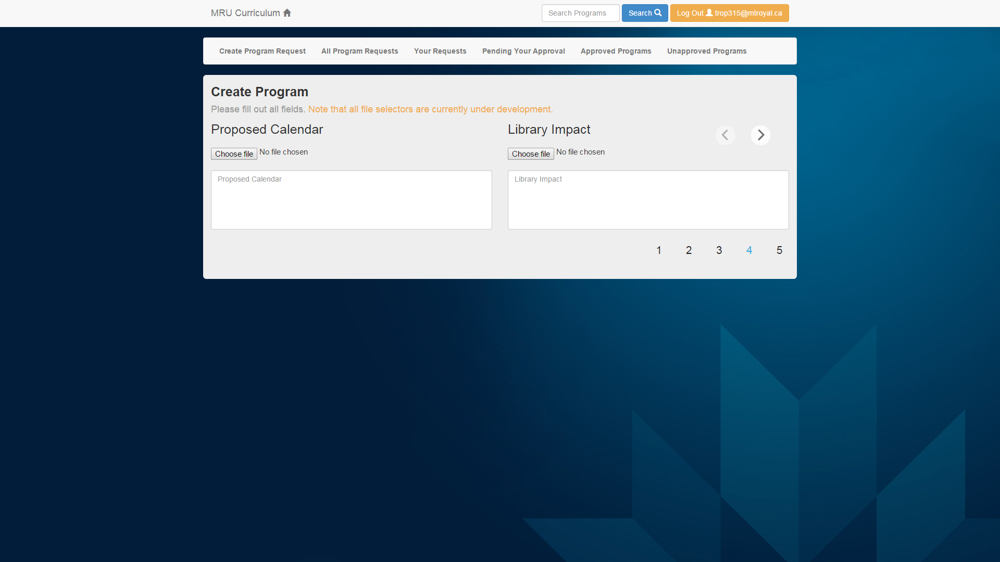 MRU Curriculum
Search Programs
Search
Log Out trop315@mtroyal.ca
Create Program Request
All Program Requests
Your Requests
Pending Your Approval
Approved Programs
Unapproved Programs
Create Program
Please fill out all fields. Note that all file selectors are currently under development.
Proposed Calendar
Library Impact
Choose file No file chosen
Choose file No file chosen
Proposed Calendar
Library Impact
1 2 3 4 5